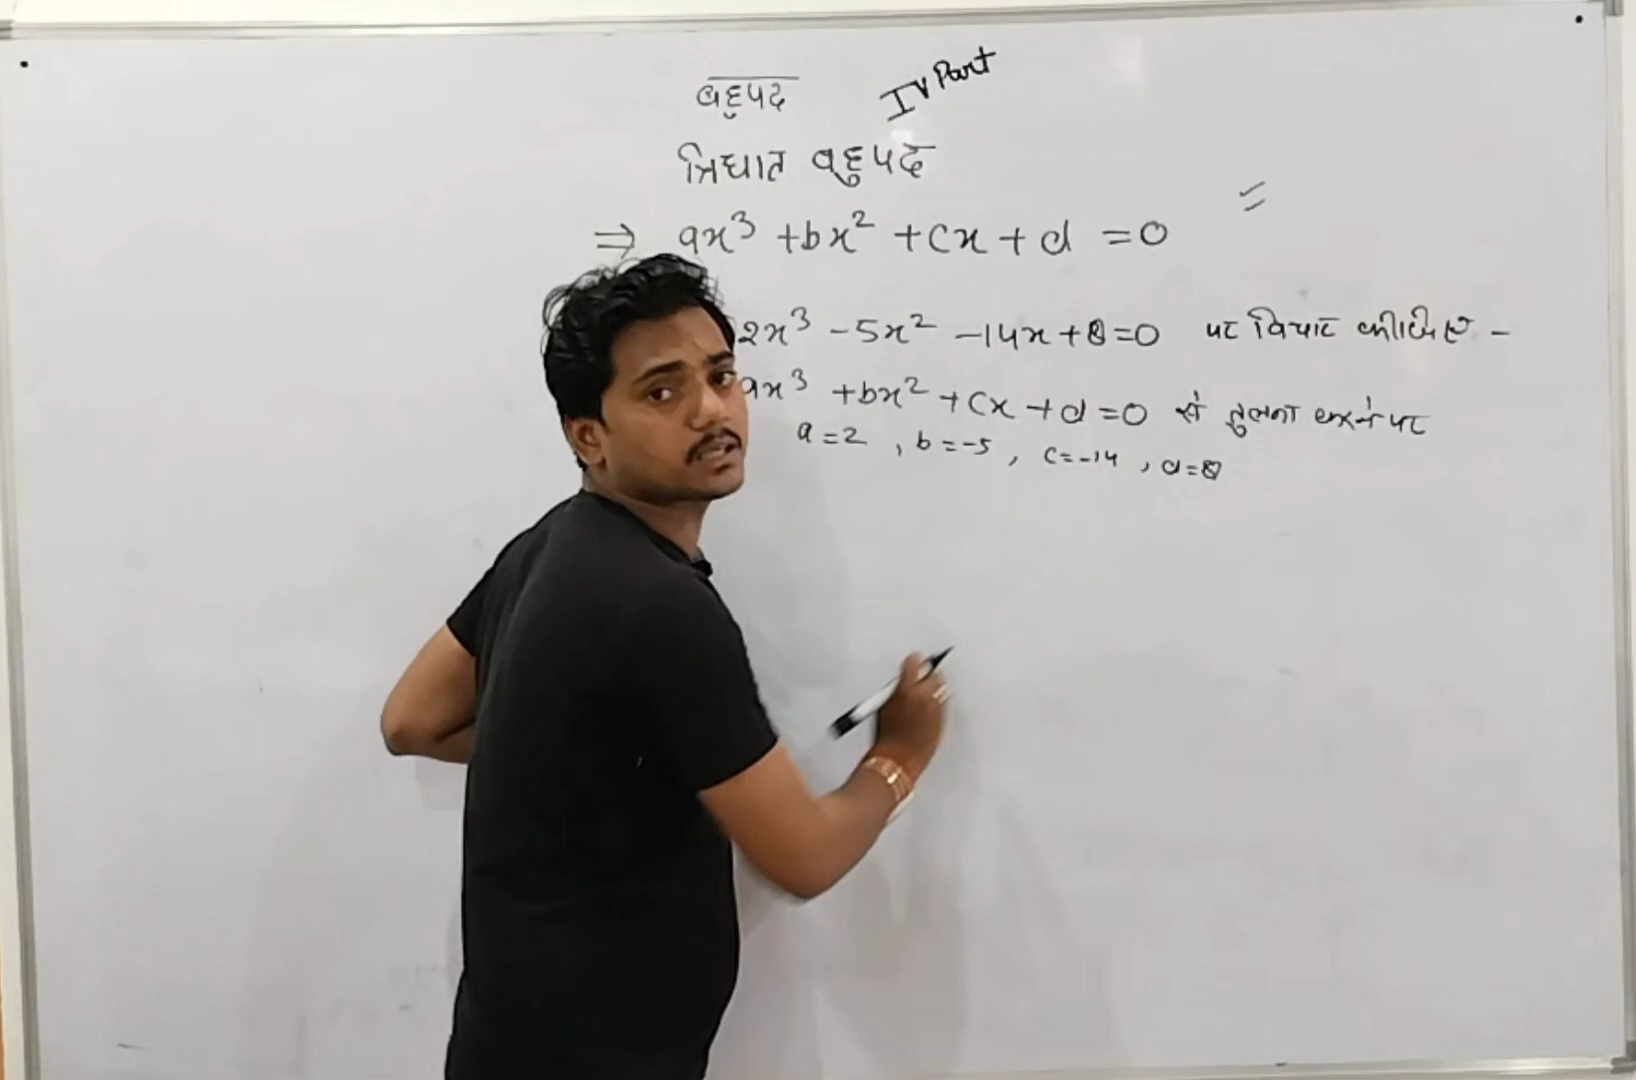 बहुपद IV Part
त्रिघात बहुपद
⇒ ax³ + bx² + cx + d = 0
2x³ - 5x² - 14x + 8 = 0 पर विचार कीजिए -
ax³ + bx² + cx + d = 0 से तुलना करने पर
a = 2 , b = -5 , c = -14 , d = 8